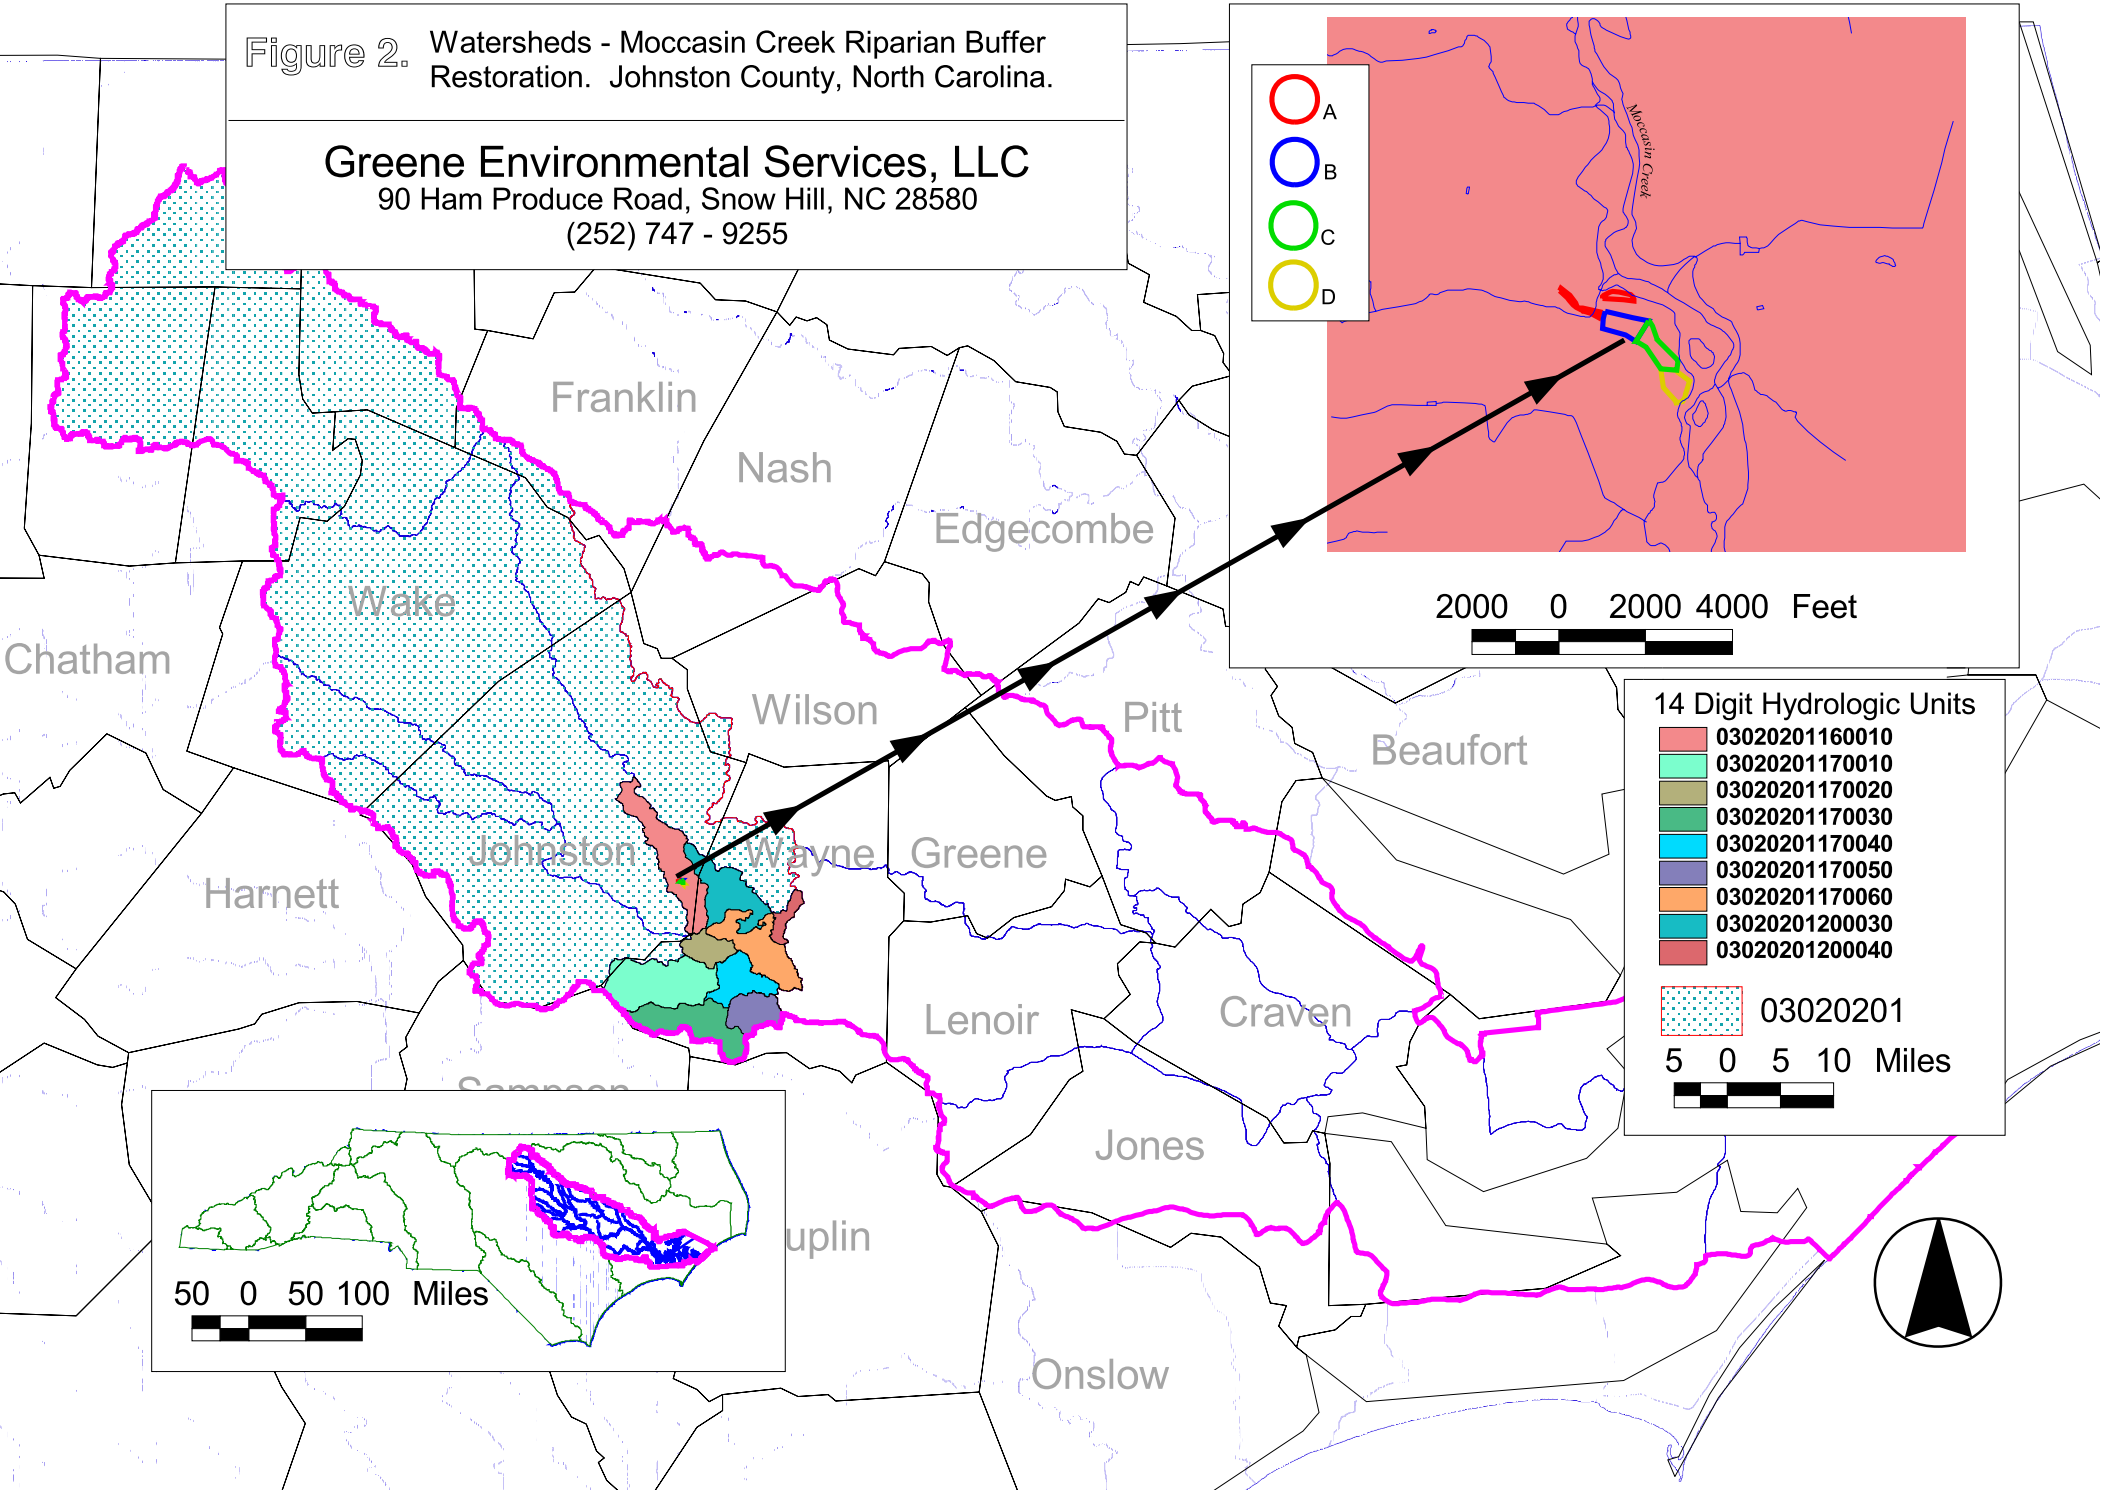 Figure 2.
Watersheds - Moccasin Creek Riparian Buffer
Restoration. Johnston County, North Carolina.
Greene Environmental Services, LLC
90 Ham Produce Road, Snow Hill, NC 28580
(252) 747 - 9255
A
B
C
D
Moccasin Creek
2000 0 2000 4000 Feet
Franklin
Nash
Edgecombe
Wake
Chatham
Wilson
Pitt
Beaufort
Johnston
Wayne
Greene
Harnett
Lenoir
Craven
Sampson
Jones
uplin
Onslow
14 Digit Hydrologic Units
03020201160010
03020201170010
03020201170020
03020201170030
03020201170040
03020201170050
03020201170060
03020201200030
03020201200040
03020201
5 0 5 10 Miles
50 0 50 100 Miles